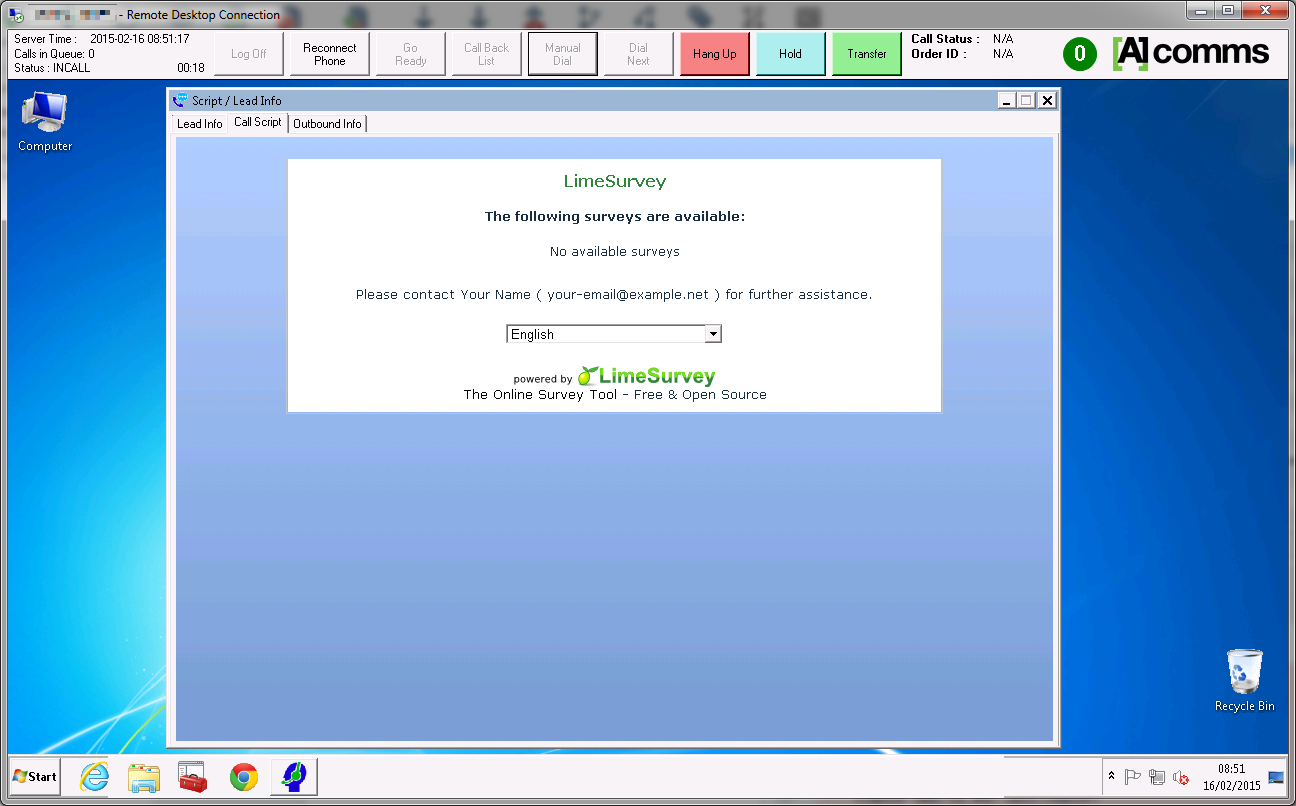 - Remote Desktop Connection
Server Time : 2015-02-16 08:51:17
Calls in Queue: 0
Status : INCALL 00:18
Log Off
Reconnect
Phone
Go
Ready
Call Back
List
Manual
Dial
Dial
Next
Hang Up
Hold
Transfer
Call Status : N/A
Order ID : N/A
0
[A]comms
Computer
Script / Lead Info
Lead Info
Call Script
Outbound Info
LimeSurvey
The following surveys are available:
No available surveys
Please contact Your Name ( your-email@example.net ) for further assistance.
English
powered by LimeSurvey
The Online Survey Tool - Free & Open Source
Recycle Bin
Start
08:51
16/02/2015